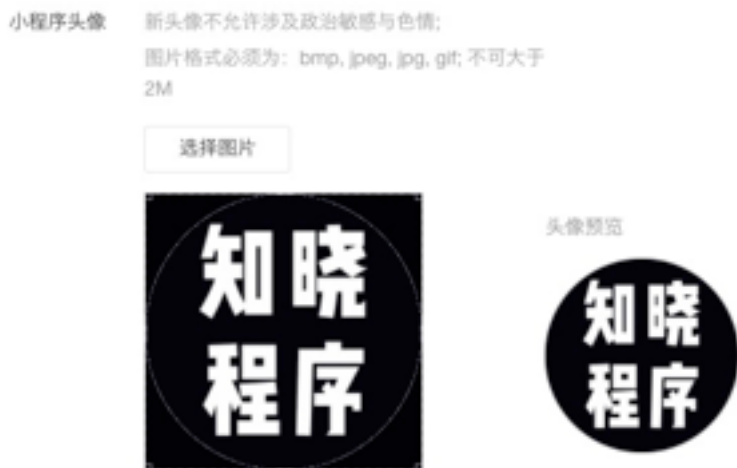 小程序头像
新头像不允许涉及政治敏感与色情;
图片格式必须为：bmp, jpeg, jpg, gif; 不可大于
2M
选择图片
知晓
程序
头像预览
知晓
程序